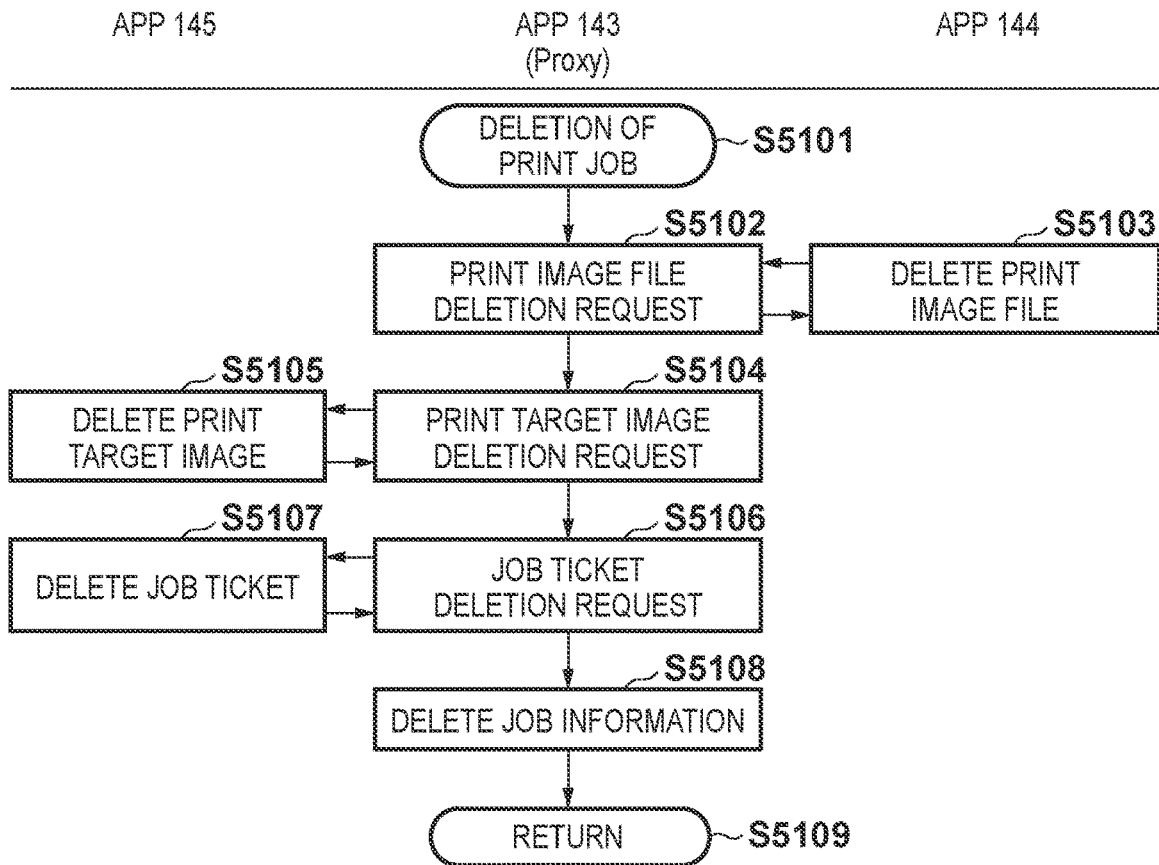 APP 145
APP 143
(Proxy)
APP 144
DELETION OF
PRINT JOB
S5101
S5102
PRINT IMAGE FILE
DELETION REQUEST
S5103
DELETE PRINT
IMAGE FILE
S5105
DELETE PRINT
TARGET IMAGE
S5104
PRINT TARGET IMAGE
DELETION REQUEST
S5107
DELETE JOB TICKET
S5106
JOB TICKET
DELETION REQUEST
S5108
DELETE JOB INFORMATION
RETURN
S5109